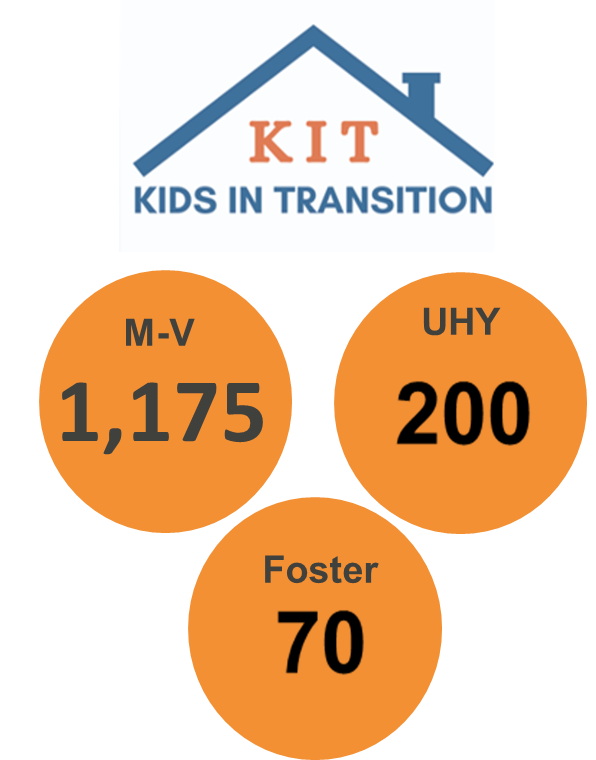 KIT
KIDS IN TRANSITION
M-V
1,175
UHY
200
Foster
70